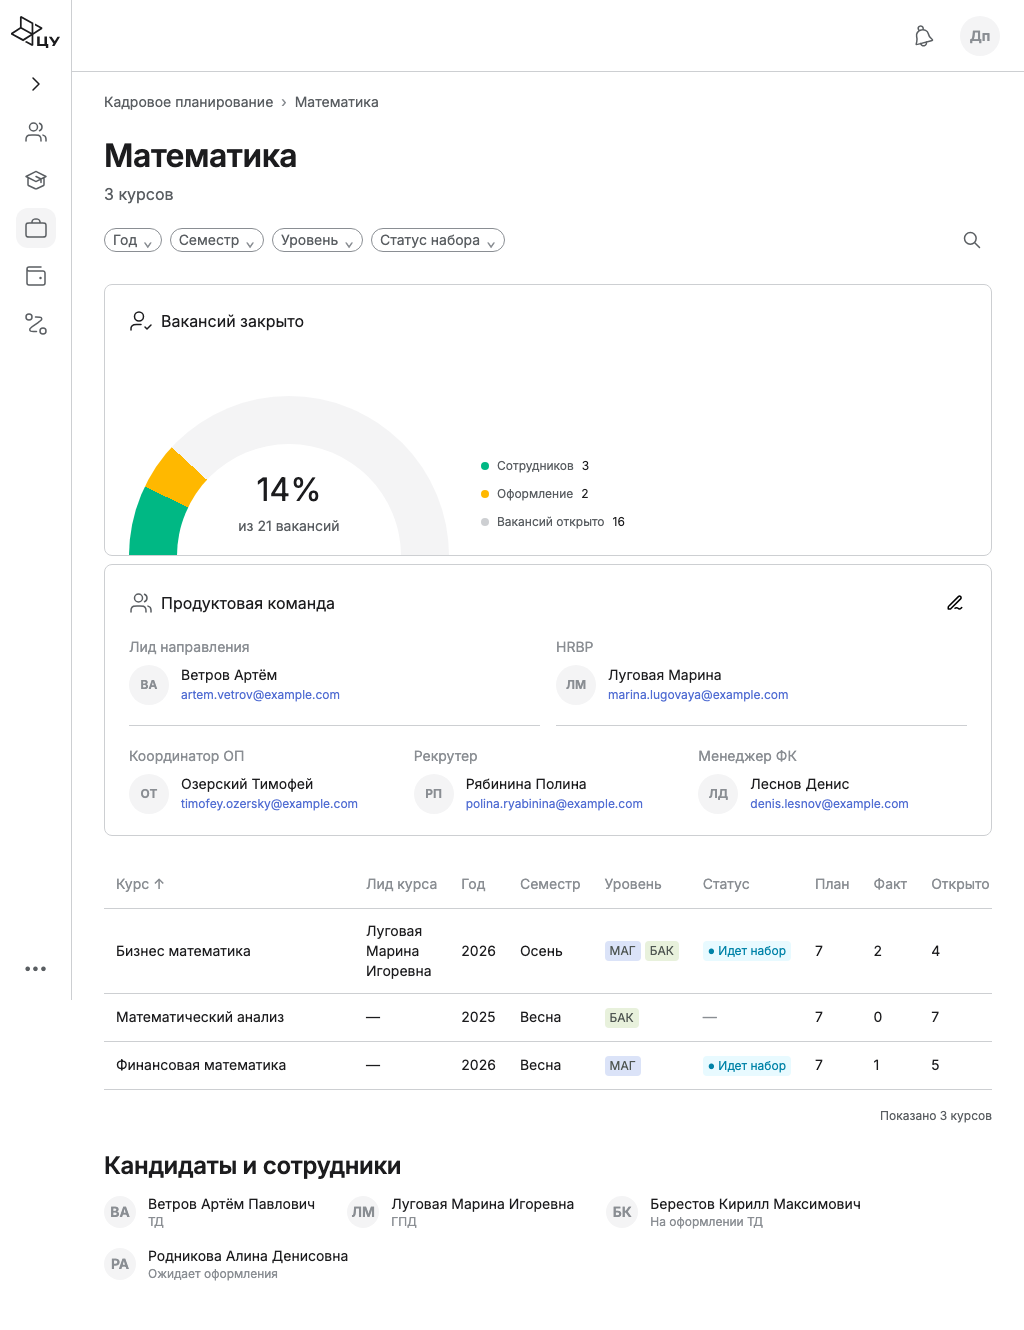 ЦУ
Дп
Кадровое планирование › Математика
Математика
3 курсов
Год Семестр Уровень Статус набора
Вакансий закрыто
14%
из 21 вакансий
Сотрудников 3
Оформление 2
Вакансий открыто 16
Продуктовая команда
Лид направления
ВА
Ветров Артём
artem.vetrov@example.com
HRBP
ЛМ
Луговая Марина
marina.lugovaya@example.com
Координатор ОП
ОТ
Озерский Тимофей
timofey.ozersky@example.com
Рекрутер
РП
Рябинина Полина
polina.ryabinina@example.com
Менеджер ФК
ЛД
Леснов Денис
denis.lesnov@example.com
Курс ↑ Лид курса Год Семестр Уровень Статус План Факт Открыто
Бизнес математика Луговая Марина Игоревна 2026 Осень МАГ БАК Идет набор 7 2 4
Математический анализ — 2025 Весна БАК — 7 0 7
Финансовая математика — 2026 Весна МАГ Идет набор 7 1 5
Показано 3 курсов
Кандидаты и сотрудники
ВА
Ветров Артём Павлович
ТД
ЛМ
Луговая Марина Игоревна
ГПД
БК
Берестов Кирилл Максимович
На оформлении ТД
РА
Родникова Алина Денисовна
Ожидает оформления